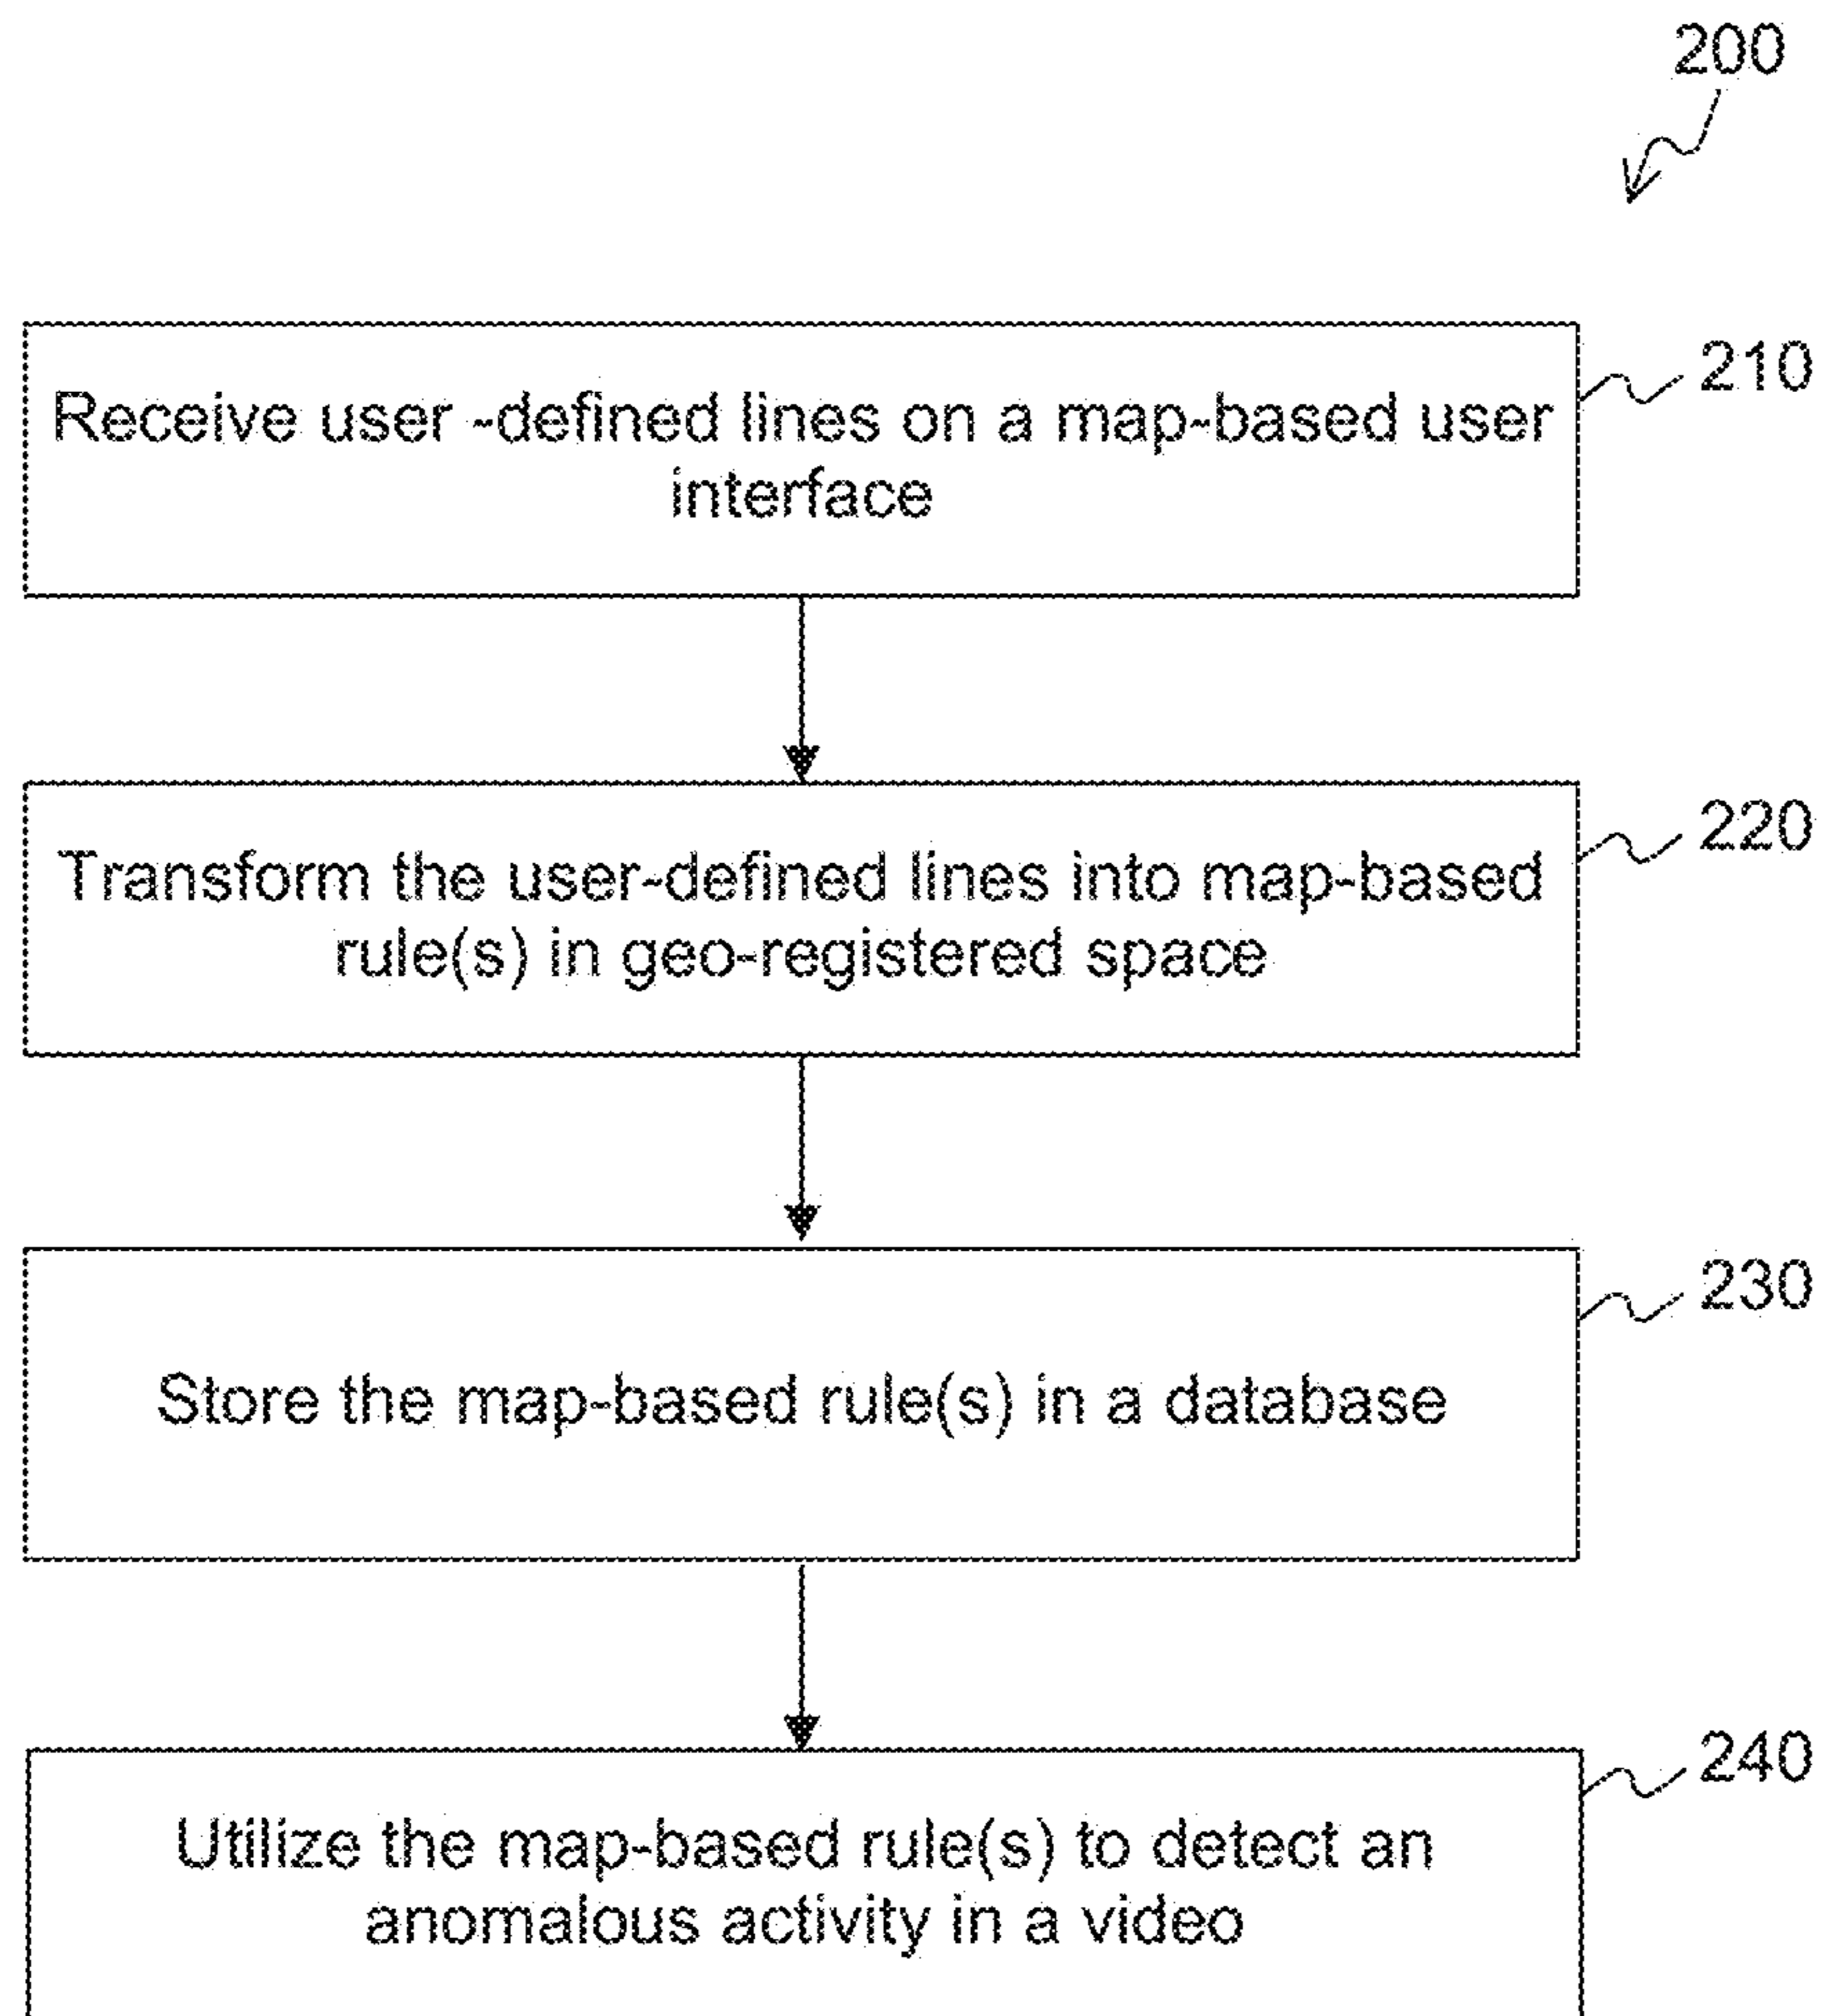 200
Receive user -defined lines on a map-based user
interface
210
Transform the user-defined lines into map-based
rule(s) in geo-registered space
220
Store the map-based rule(s) in a database
230
Utilize the map-based rule(s) to detect an
anomalous activity in a video
240